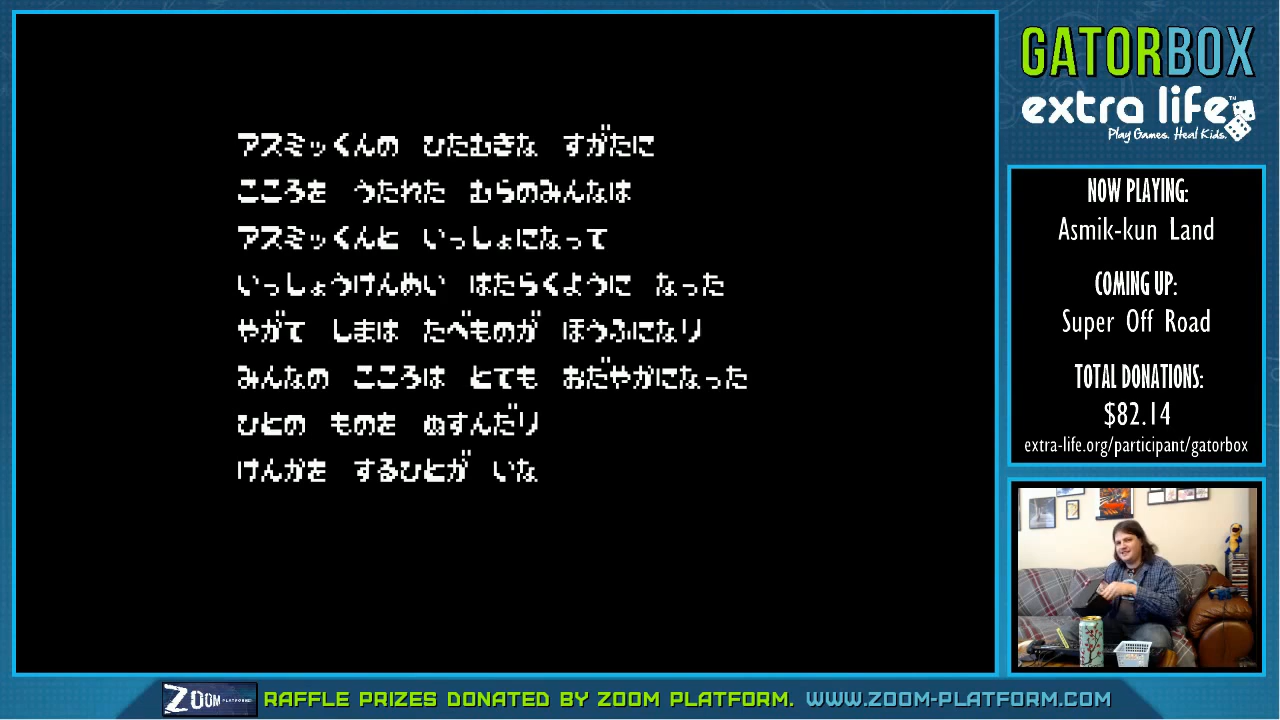 アスミッくんの ひたむきな すがたに
こころを うたれた むらのみんなは
アスミッくんと いっしょになって
いっしょうけんめい はたらくように なった
やがて しまは たべものが ほうふになり
みんなの こころは とても おだやかになった
ひとの ものを ぬすんだり
けんかを するひとが いな
GATORBOX
extra life™
Play Games. Heal Kids.
NOW PLAYING:
Asmik-kun Land
COMING UP:
Super Off Road
TOTAL DONATIONS:
$82.14
extra-life.org/participant/gatorbox
ZOOM PLATFORM RAFFLE PRIZES DONATED BY ZOOM PLATFORM. WWW.ZOOM-PLATFORM.COM